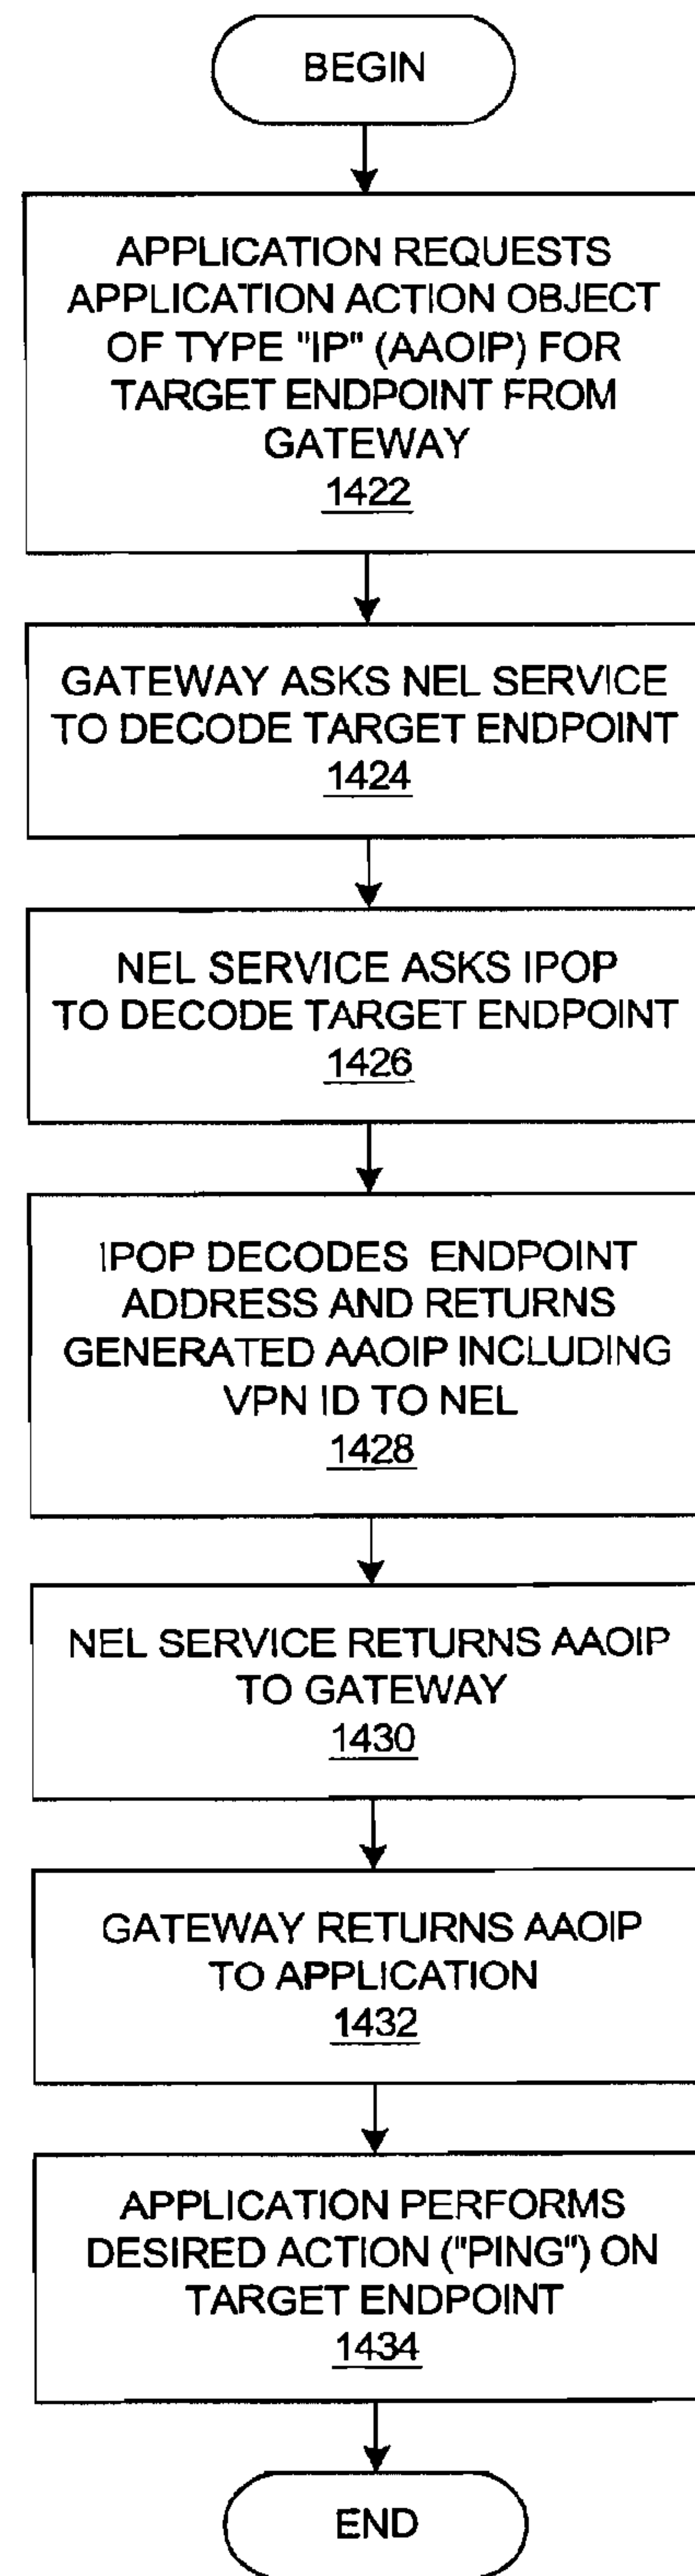 BEGIN
APPLICATION REQUESTS
APPLICATION ACTION OBJECT
OF TYPE "IP" (AAOIP) FOR
TARGET ENDPOINT FROM
GATEWAY
1422
GATEWAY ASKS NEL SERVICE
TO DECODE TARGET ENDPOINT
1424
NEL SERVICE ASKS IPOP
TO DECODE TARGET ENDPOINT
1426
IPOP DECODES ENDPOINT
ADDRESS AND RETURNS
GENERATED AAOIP INCLUDING
VPN ID TO NEL
1428
NEL SERVICE RETURNS AAOIP
TO GATEWAY
1430
GATEWAY RETURNS AAOIP
TO APPLICATION
1432
APPLICATION PERFORMS
DESIRED ACTION ("PING") ON
TARGET ENDPOINT
1434
END